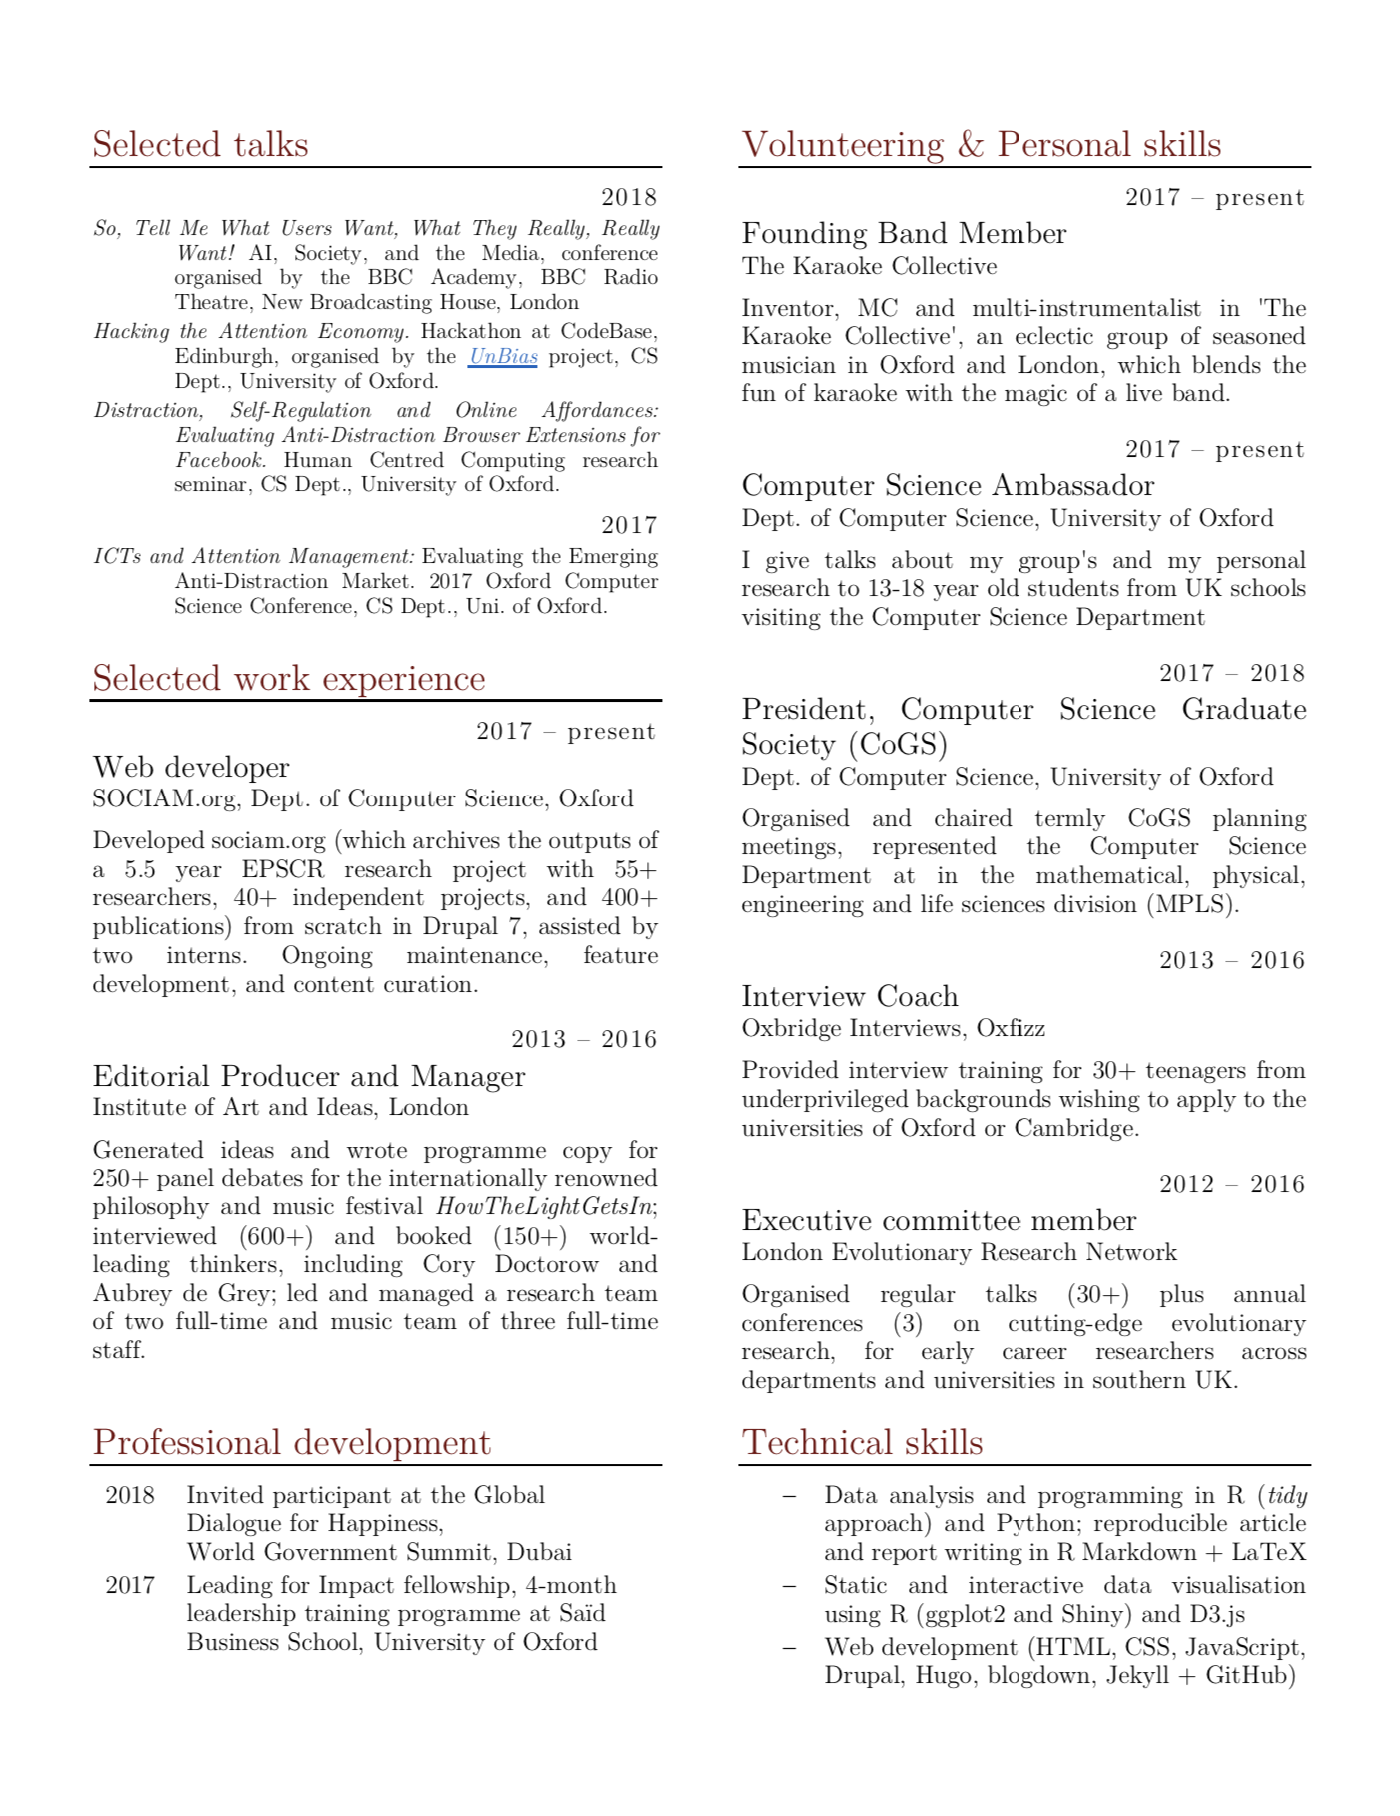 Selected talks
2018
So, Tell Me What Users Want, What They Really, Really
Want! AI, Society, and the Media, conference
organised by the BBC Academy, BBC Radio
Theatre, New Broadcasting House, London
Hacking the Attention Economy. Hackathon at CodeBase,
Edinburgh, organised by the UnBias project, CS
Dept., University of Oxford.
Distraction, Self-Regulation and Online Affordances:
Evaluating Anti-Distraction Browser Extensions for
Facebook. Human Centred Computing research
seminar, CS Dept., University of Oxford.
2017
ICTs and Attention Management: Evaluating the Emerging
Anti-Distraction Market. 2017 Oxford Computer
Science Conference, CS Dept., Uni. of Oxford.
Selected work experience
2017 – present
Web developer
SOCIAM.org, Dept. of Computer Science, Oxford
Developed sociam.org (which archives the outputs of
a 5.5 year EPSCR research project with 55+
researchers, 40+ independent projects, and 400+
publications) from scratch in Drupal 7, assisted by
two interns. Ongoing maintenance, feature
development, and content curation.
2013 – 2016
Editorial Producer and Manager
Institute of Art and Ideas, London
Generated ideas and wrote programme copy for
250+ panel debates for the internationally renowned
philosophy and music festival HowTheLightGetsIn;
interviewed (600+) and booked (150+) world-
leading thinkers, including Cory Doctorow and
Aubrey de Grey; led and managed a research team
of two full-time and music team of three full-time
staff.
Professional development
2018 Invited participant at the Global
Dialogue for Happiness,
World Government Summit, Dubai
2017 Leading for Impact fellowship, 4-month
leadership training programme at Saïd
Business School, University of Oxford
Volunteering & Personal skills
2017 – present
Founding Band Member
The Karaoke Collective
Inventor, MC and multi-instrumentalist in 'The
Karaoke Collective', an eclectic group of seasoned
musician in Oxford and London, which blends the
fun of karaoke with the magic of a live band.
2017 – present
Computer Science Ambassador
Dept. of Computer Science, University of Oxford
I give talks about my group's and my personal
research to 13-18 year old students from UK schools
visiting the Computer Science Department
2017 – 2018
President, Computer Science Graduate
Society (CoGS)
Dept. of Computer Science, University of Oxford
Organised and chaired termly CoGS planning
meetings, represented the Computer Science
Department at in the mathematical, physical,
engineering and life sciences division (MPLS).
2013 – 2016
Interview Coach
Oxbridge Interviews, Oxfizz
Provided interview training for 30+ teenagers from
underprivileged backgrounds wishing to apply to the
universities of Oxford or Cambridge.
2012 – 2016
Executive committee member
London Evolutionary Research Network
Organised regular talks (30+) plus annual
conferences (3) on cutting-edge evolutionary
research, for early career researchers across
departments and universities in southern UK.
Technical skills
– Data analysis and programming in R (tidy
approach) and Python; reproducible article
and report writing in R Markdown + LaTeX
– Static and interactive data visualisation
using R (ggplot2 and Shiny) and D3.js
– Web development (HTML, CSS, JavaScript,
Drupal, Hugo, blogdown, Jekyll + GitHub)